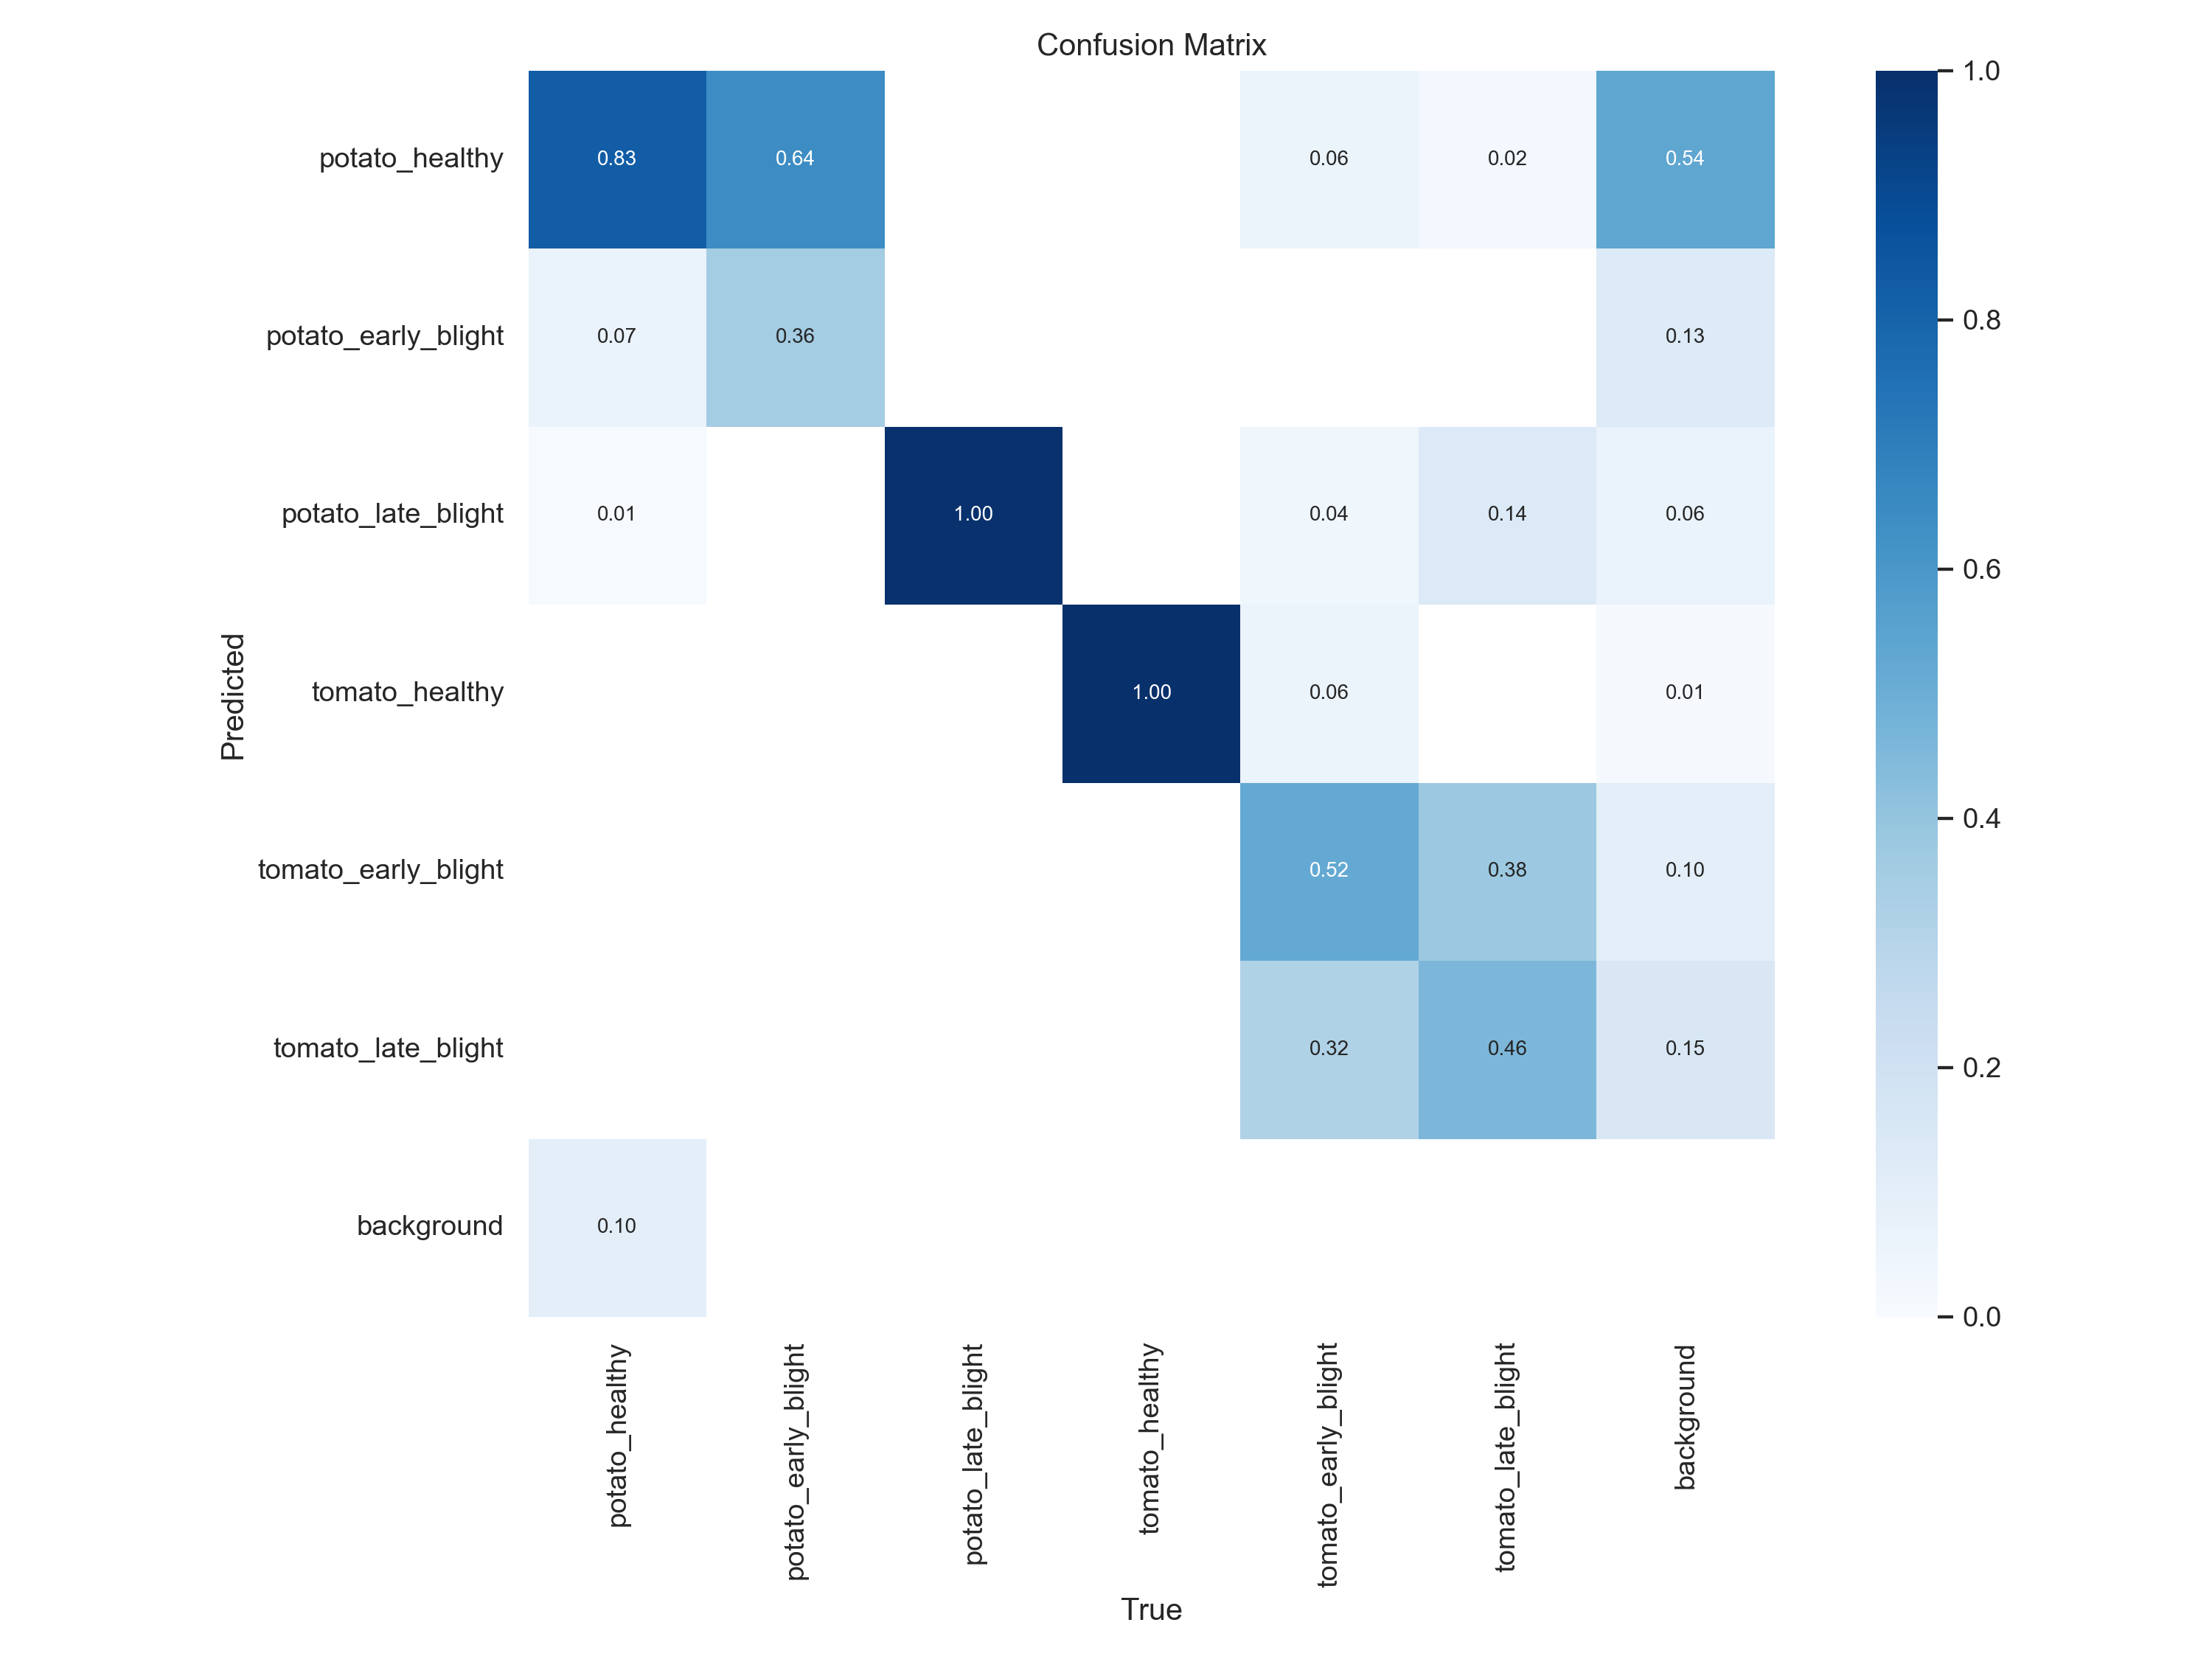 Confusion Matrix
potato_healthy 0.83 0.64 0.06 0.02 0.54
potato_early_blight 0.07 0.36 0.13
potato_late_blight 0.01 1.00 0.04 0.14 0.06
tomato_healthy 1.00 0.06 0.01
tomato_early_blight 0.52 0.38 0.10
tomato_late_blight 0.32 0.46 0.15
background 0.10
Predicted
potato_healthy
potato_early_blight
potato_late_blight
tomato_healthy
tomato_early_blight
tomato_late_blight
background
True
1.0
0.8
0.6
0.4
0.2
0.0